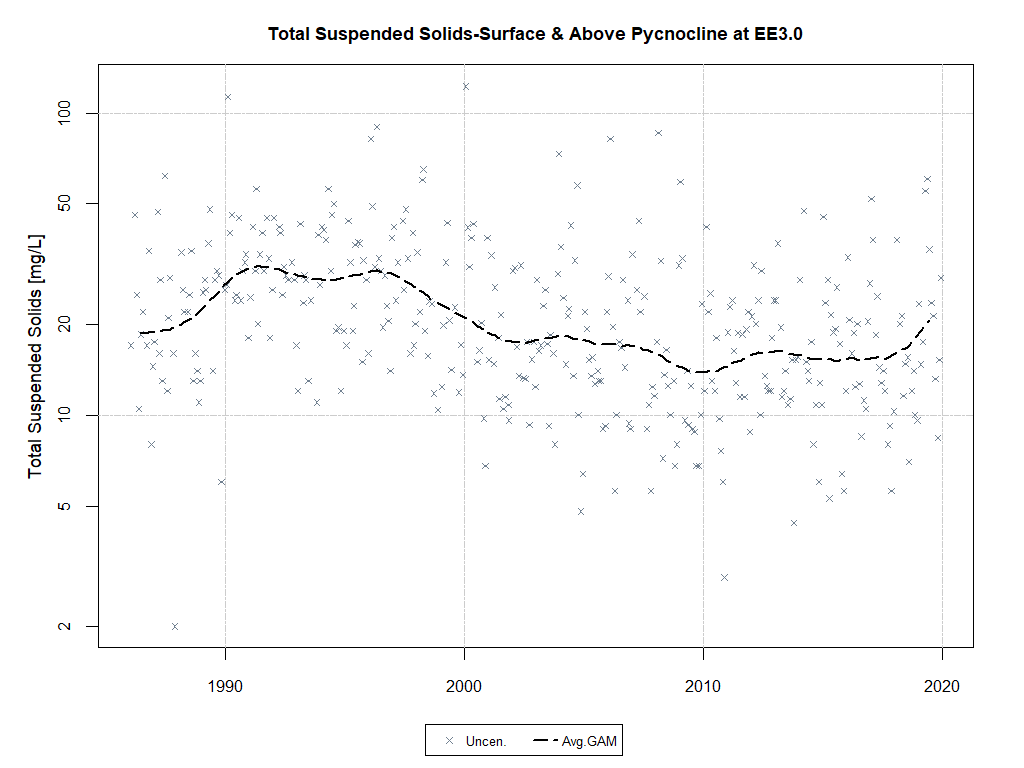 Total Suspended Solids-Surface & Above Pycnocline at EE3.0
Total Suspended Solids [mg/L]
100
50
20
10
5
2
1990 2000 2010 2020
Uncen. Avg.GAM